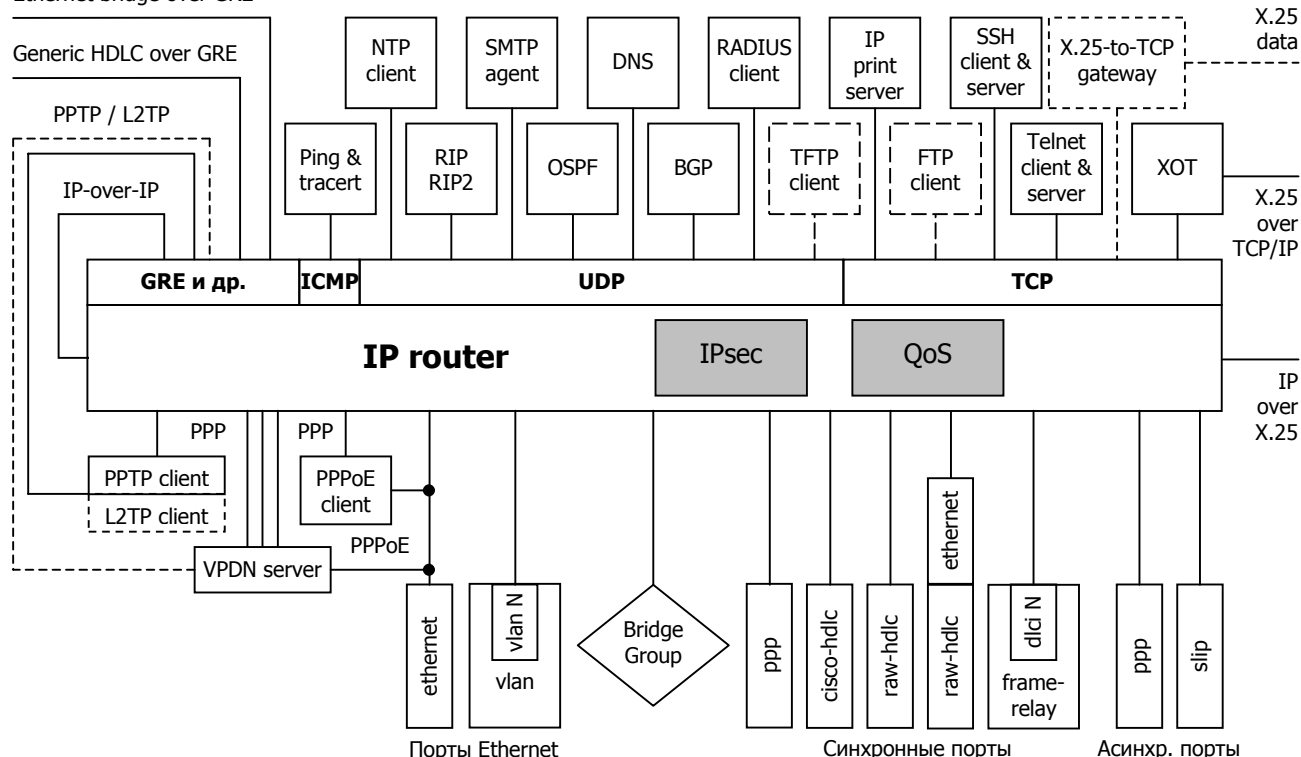 Ethernet bridge over GRE
Generic HDLC over GRE
PPTP / L2TP
IP-over-IP
NTP
client
SMTP
agent
DNS
RADIUS
client
IP
print
server
SSH
client &
server
X.25-to-TCP
gateway
X.25
data
Ping &
tracert
RIP
RIP2
OSPF
BGP
TFTP
client
FTP
client
Telnet
client &
server
XOT
X.25
over
TCP/IP
GRE и др.
ICMP
UDP
TCP
IP router
IPsec
QoS
IP
over
X.25
PPP
PPP
PPTP client
L2TP client
PPPoE
client
PPPoE
VPDN server
ethernet
vlan N
vlan
Bridge
Group
ppp
cisco-hdlc
raw-hdlc
ethernet
raw-hdlc
dlci N
frame-
relay
ppp
slip
Порты Ethernet
Синхронные порты
Асинхр. порты